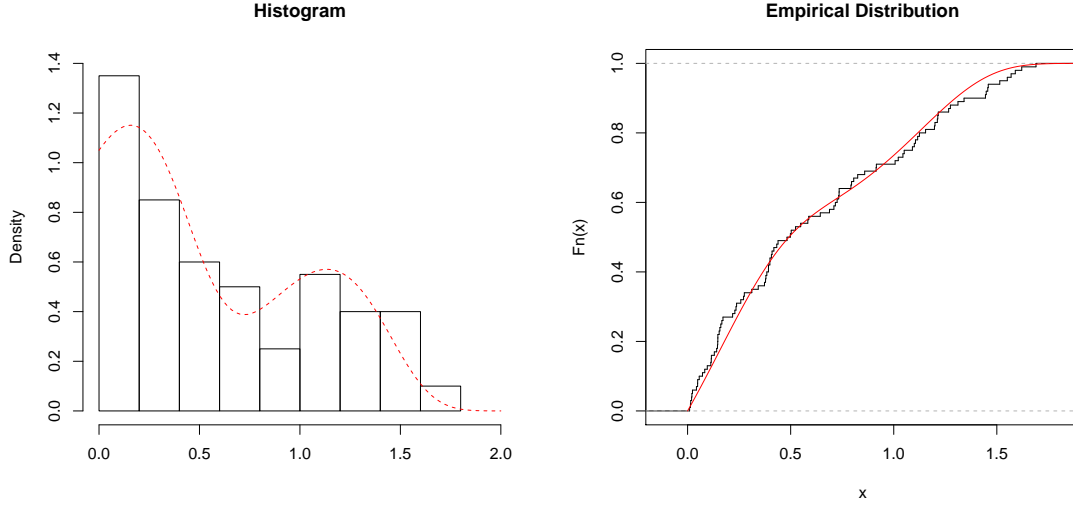 Histogram
Density
0.0 0.2 0.4 0.6 0.8 1.0 1.2 1.4
0.0 0.5 1.0 1.5 2.0
Empirical Distribution
Fn(x)
0.0 0.2 0.4 0.6 0.8 1.0
0.0 0.5 1.0 1.5
x